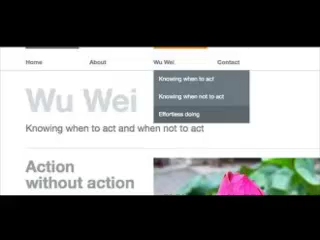 Home About Wu Wei Contact
Knowing when to act
Knowing when not to act
Effortless doing
Wu Wei
Knowing when to act and when not to act
Action
without action